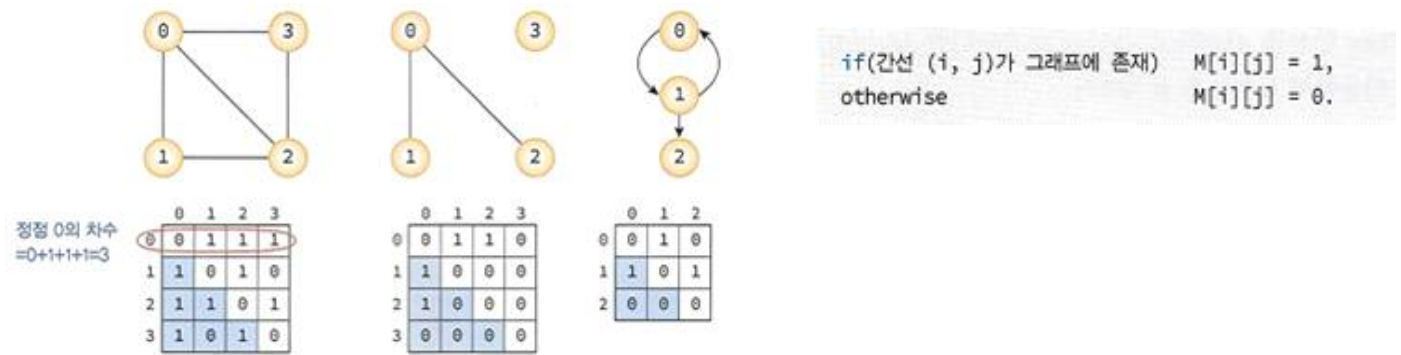 0 3
1 2
0 3
1 2
0
1
2
if(간선 (i, j)가 그래프에 존재) M[i][j] = 1,
otherwise M[i][j] = 0.
정점 0의 차수
=0+1+1+1=3
0 1 2 3
0 0 1 1 1
1 1 0 1 0
2 1 1 0 1
3 1 0 1 0
0 1 2 3
0 0 1 1 0
1 1 0 0 0
2 1 0 0 0
3 0 0 0 0
0 1 2
0 0 1 0
1 1 0 1
2 0 0 0